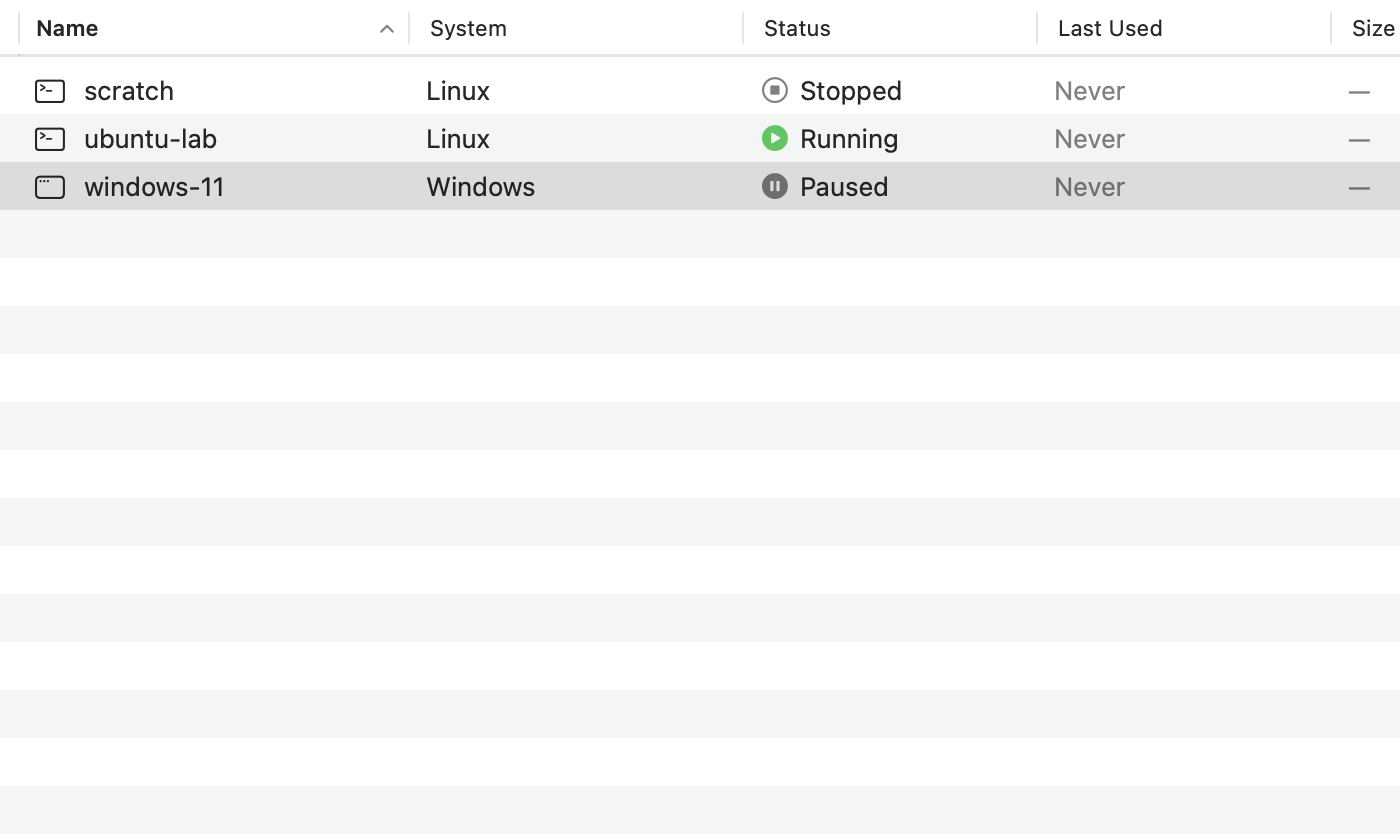 Name System Status Last Used Size
scratch Linux Stopped Never —
ubuntu-lab Linux Running Never —
windows-11 Windows Paused Never —